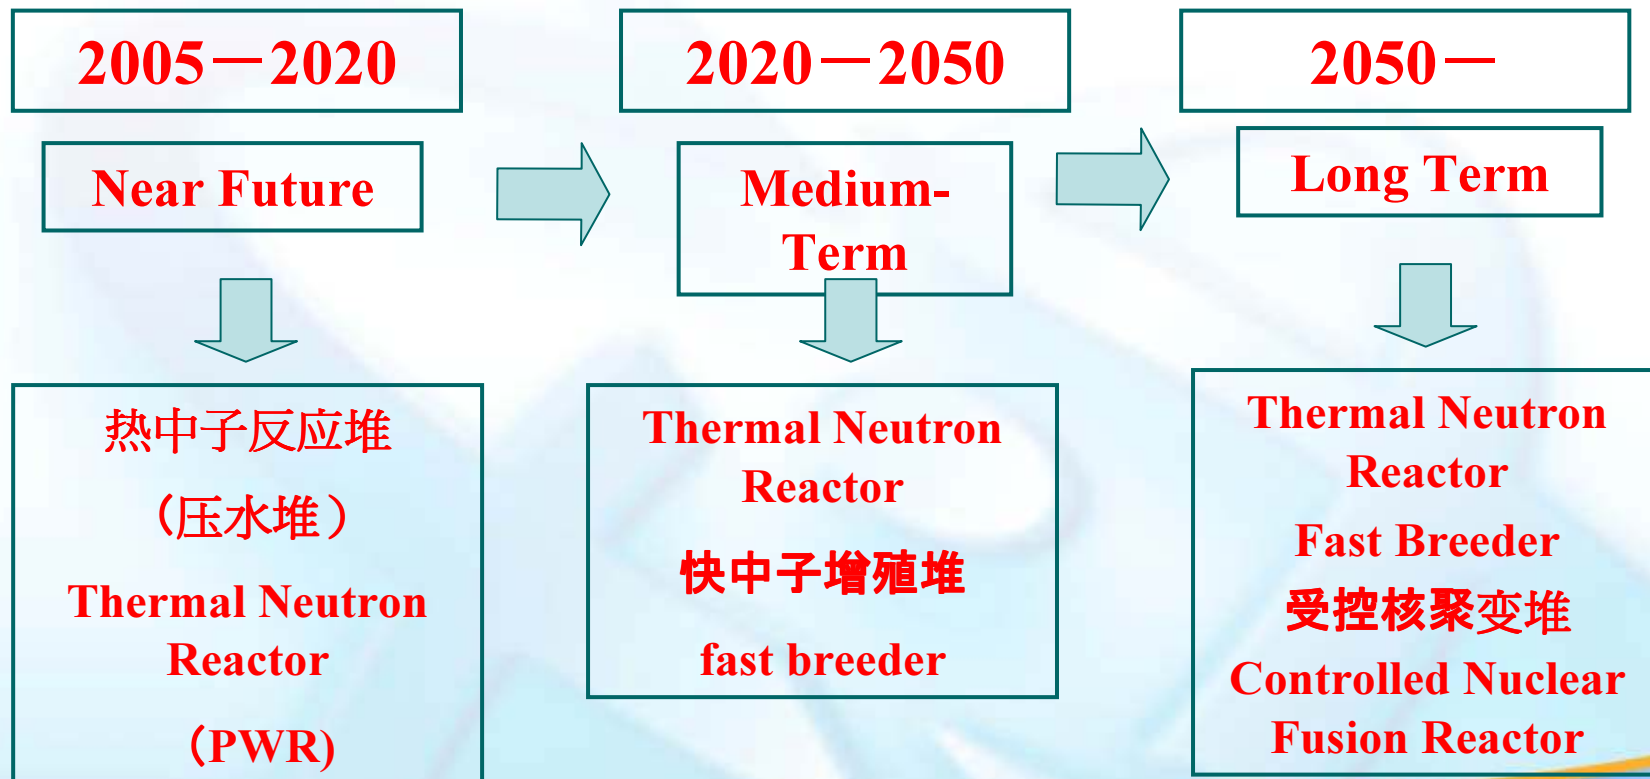 2005－2020
2020－2050
2050－
Near Future
Medium-
Term
Long Term
热中子反应堆
（压水堆）
Thermal Neutron
Reactor
（PWR)
Thermal Neutron
Reactor
快中子增殖堆
fast breeder
Thermal Neutron
Reactor
Fast Breeder
受控核聚变堆
Controlled Nuclear
Fusion Reactor